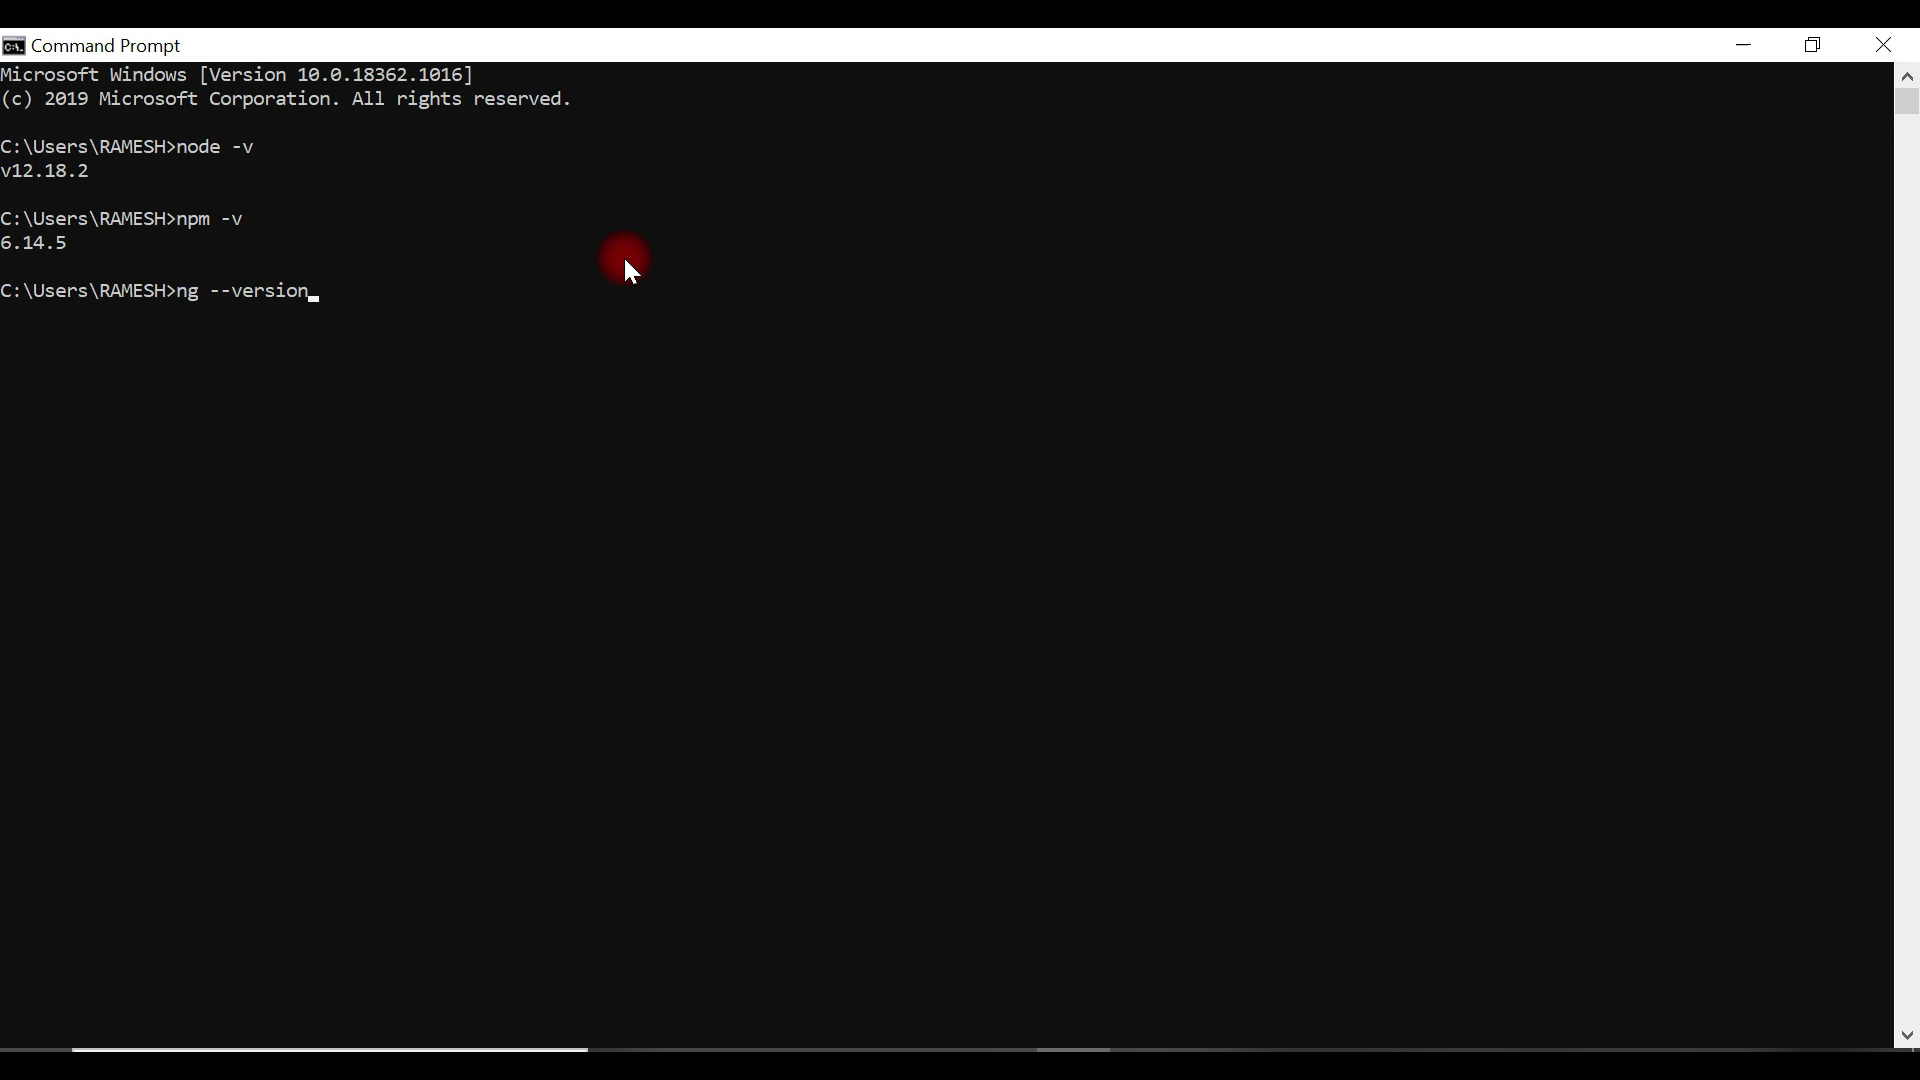 Command Prompt
Microsoft Windows [Version 10.0.18362.1016]
(c) 2019 Microsoft Corporation. All rights reserved.
C:\Users\RAMESH>node -v
v12.18.2
C:\Users\RAMESH>npm -v
6.14.5
C:\Users\RAMESH>ng --version